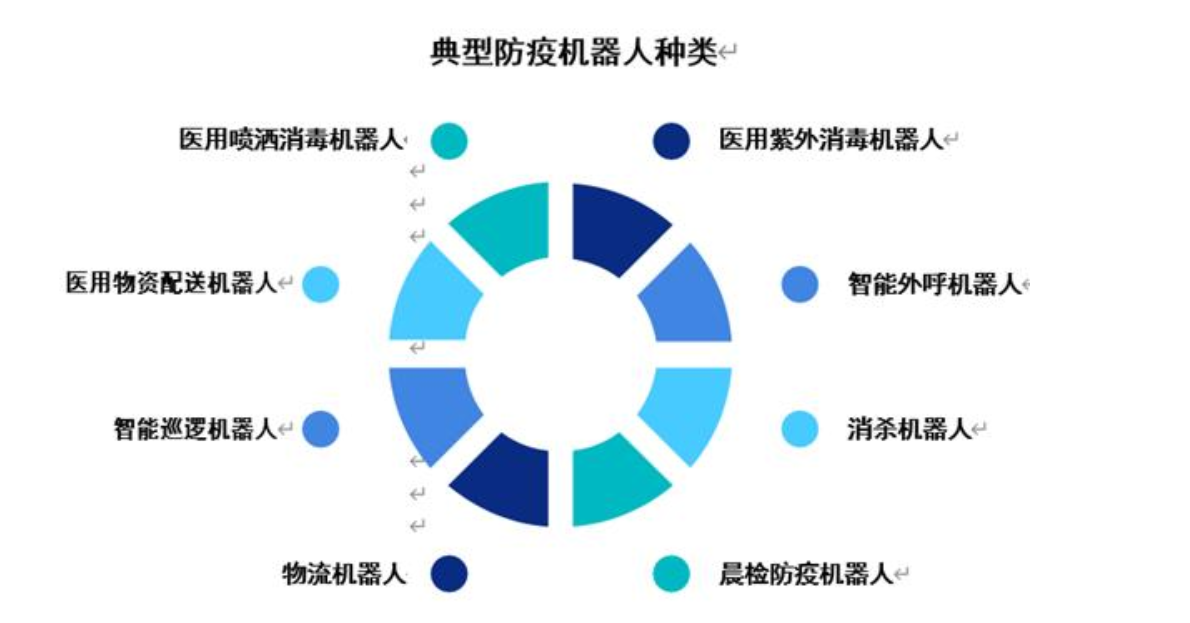 典型防疫机器人种类
医用喷洒消毒机器人
医用紫外消毒机器人
医用物资配送机器人
智能外呼机器人
智能巡逻机器人
消杀机器人
物流机器人
晨检防疫机器人